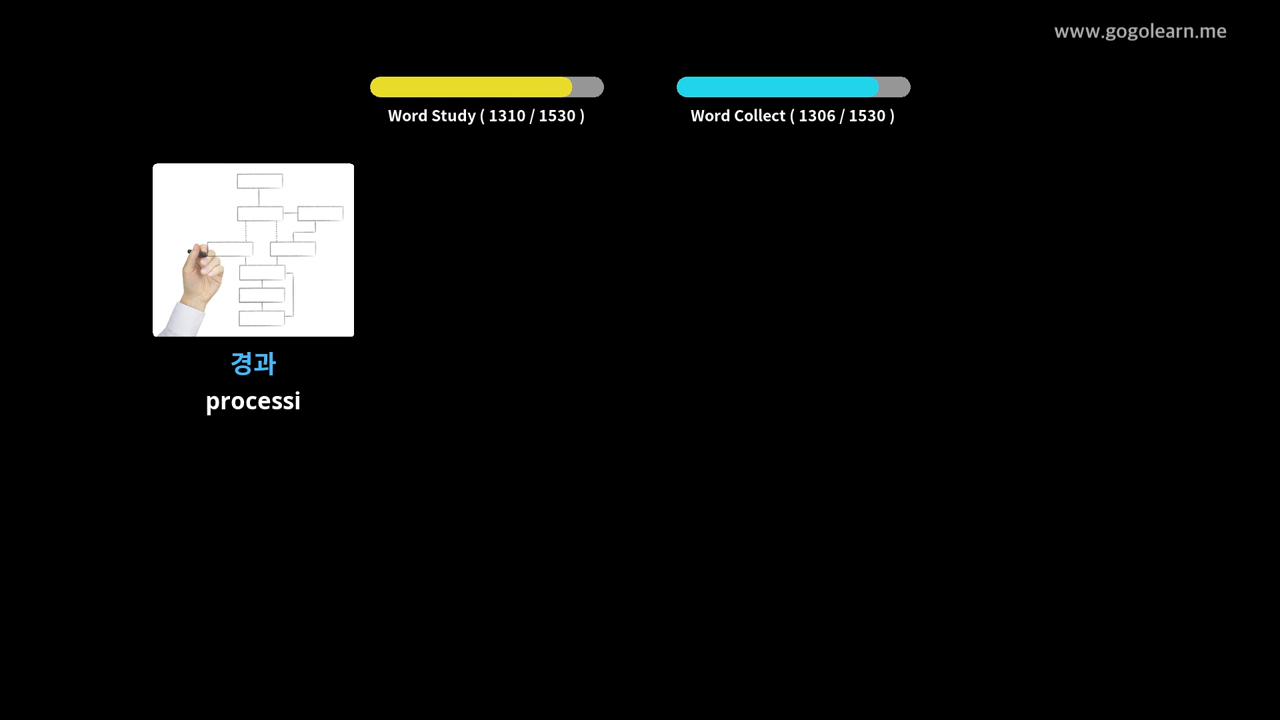 www.gogolearn.me
Word Study ( 1310 / 1530 )
Word Collect ( 1306 / 1530 )
경과
processi